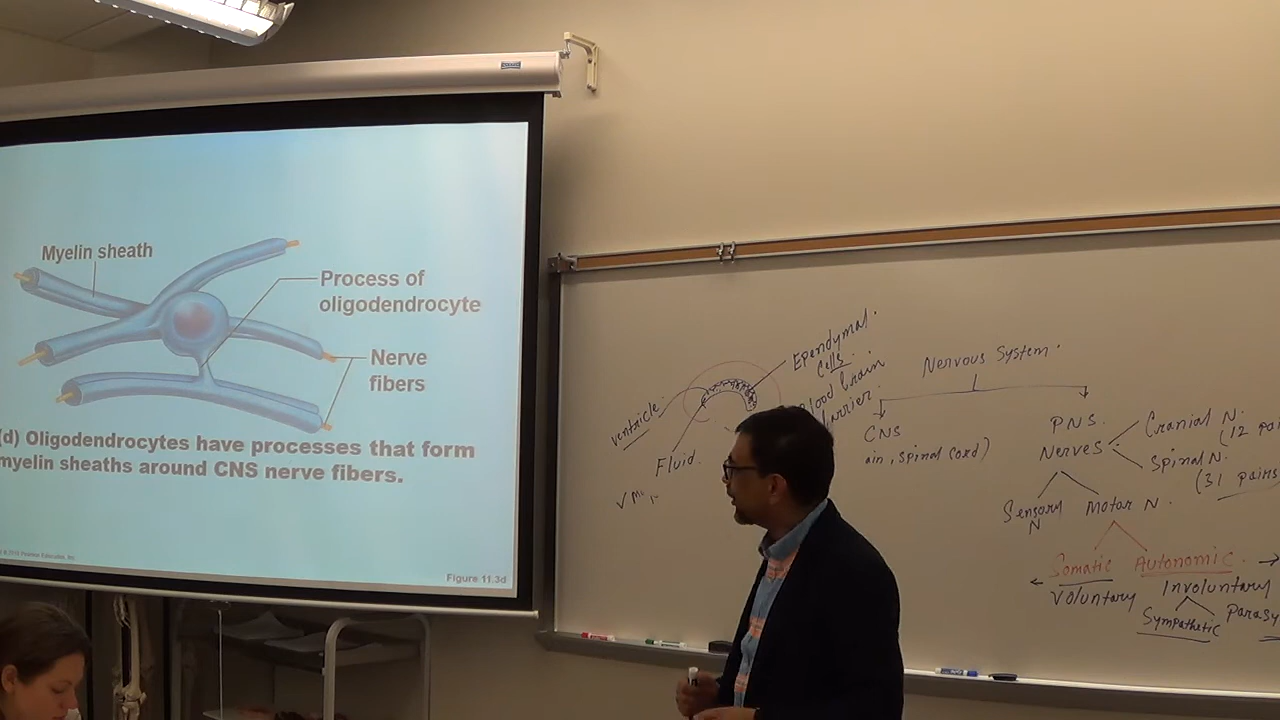 Myelin sheath
Process of
oligodendrocyte
Nerve
fibers
(d) Oligodendrocytes have processes that form
myelin sheaths around CNS nerve fibers.
Figure 11.3d
Ependymal
Cells.
Blood brain
barrier
ventricle.
Fluid.
Nervous System.
CNS
ain, spinal cord)
PNS.
Nerves
Cranial N.
(12 pai
Spinal N.
(31 pairs
Sensory
N
Motar N.
Somatic
Autonomic
voluntary
Involuntary
Sympathetic
Parasy